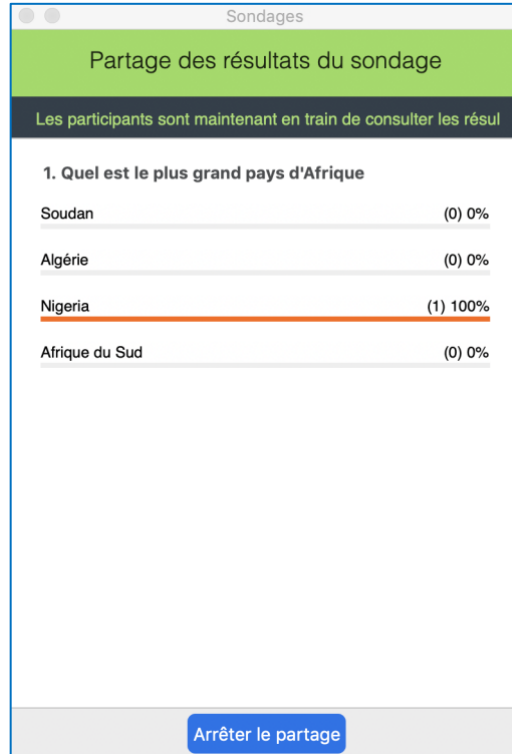 Sondages
Partage des résultats du sondage
Les participants sont maintenant en train de consulter les résul
1. Quel est le plus grand pays d'Afrique
Soudan (0) 0%
Algérie (0) 0%
Nigeria (1) 100%
Afrique du Sud (0) 0%
Arrêter le partage